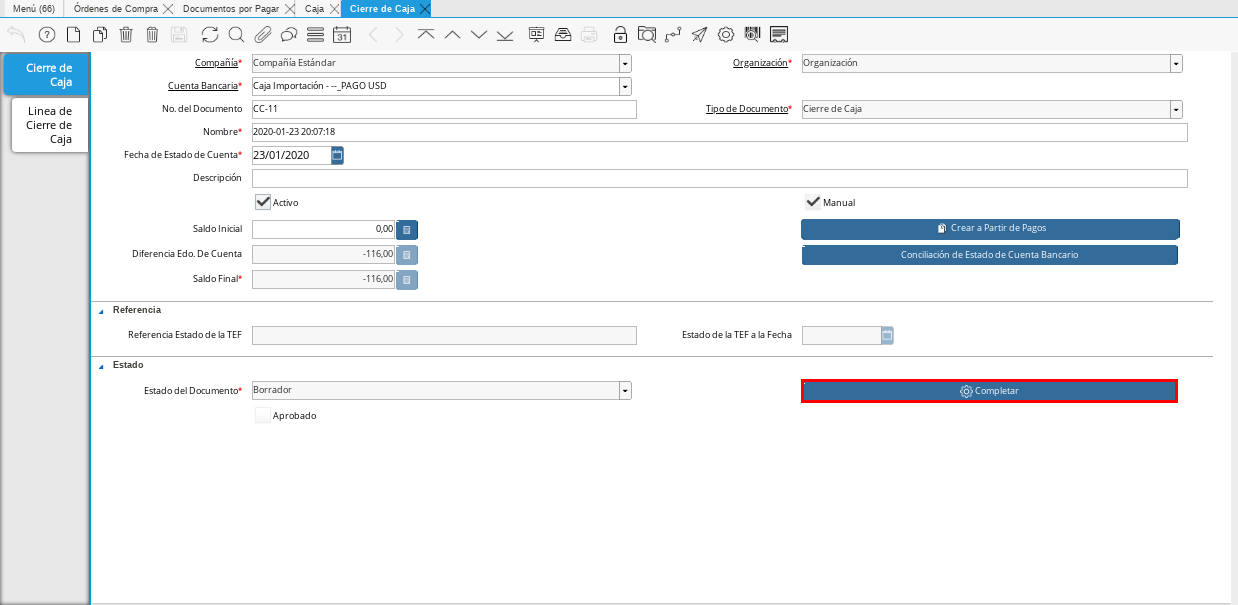 Menú (66) Órdenes de Compra Documentos por Pagar Caja Cierre de Caja
31
Cierre de Caja
Linea de Cierre de Caja
Compañía* Compañía Estándar Organización* Organización
Cuenta Bancaria* Caja Importación - --_PAGO USD
No. del Documento CC-11 Tipo de Documento* Cierre de Caja
Nombre* 2020-01-23 20:07:18
Fecha de Estado de Cuenta* 23/01/2020
Descripción
Activo Manual
Saldo Inicial 0,00 Crear a Partir de Pagos
Diferencia Edo. De Cuenta -116,00 Conciliación de Estado de Cuenta Bancario
Saldo Final* -116,00
Referencia
Referencia Estado de la TEF Estado de la TEF a la Fecha
Estado
Estado del Documento* Borrador Completar
Aprobado